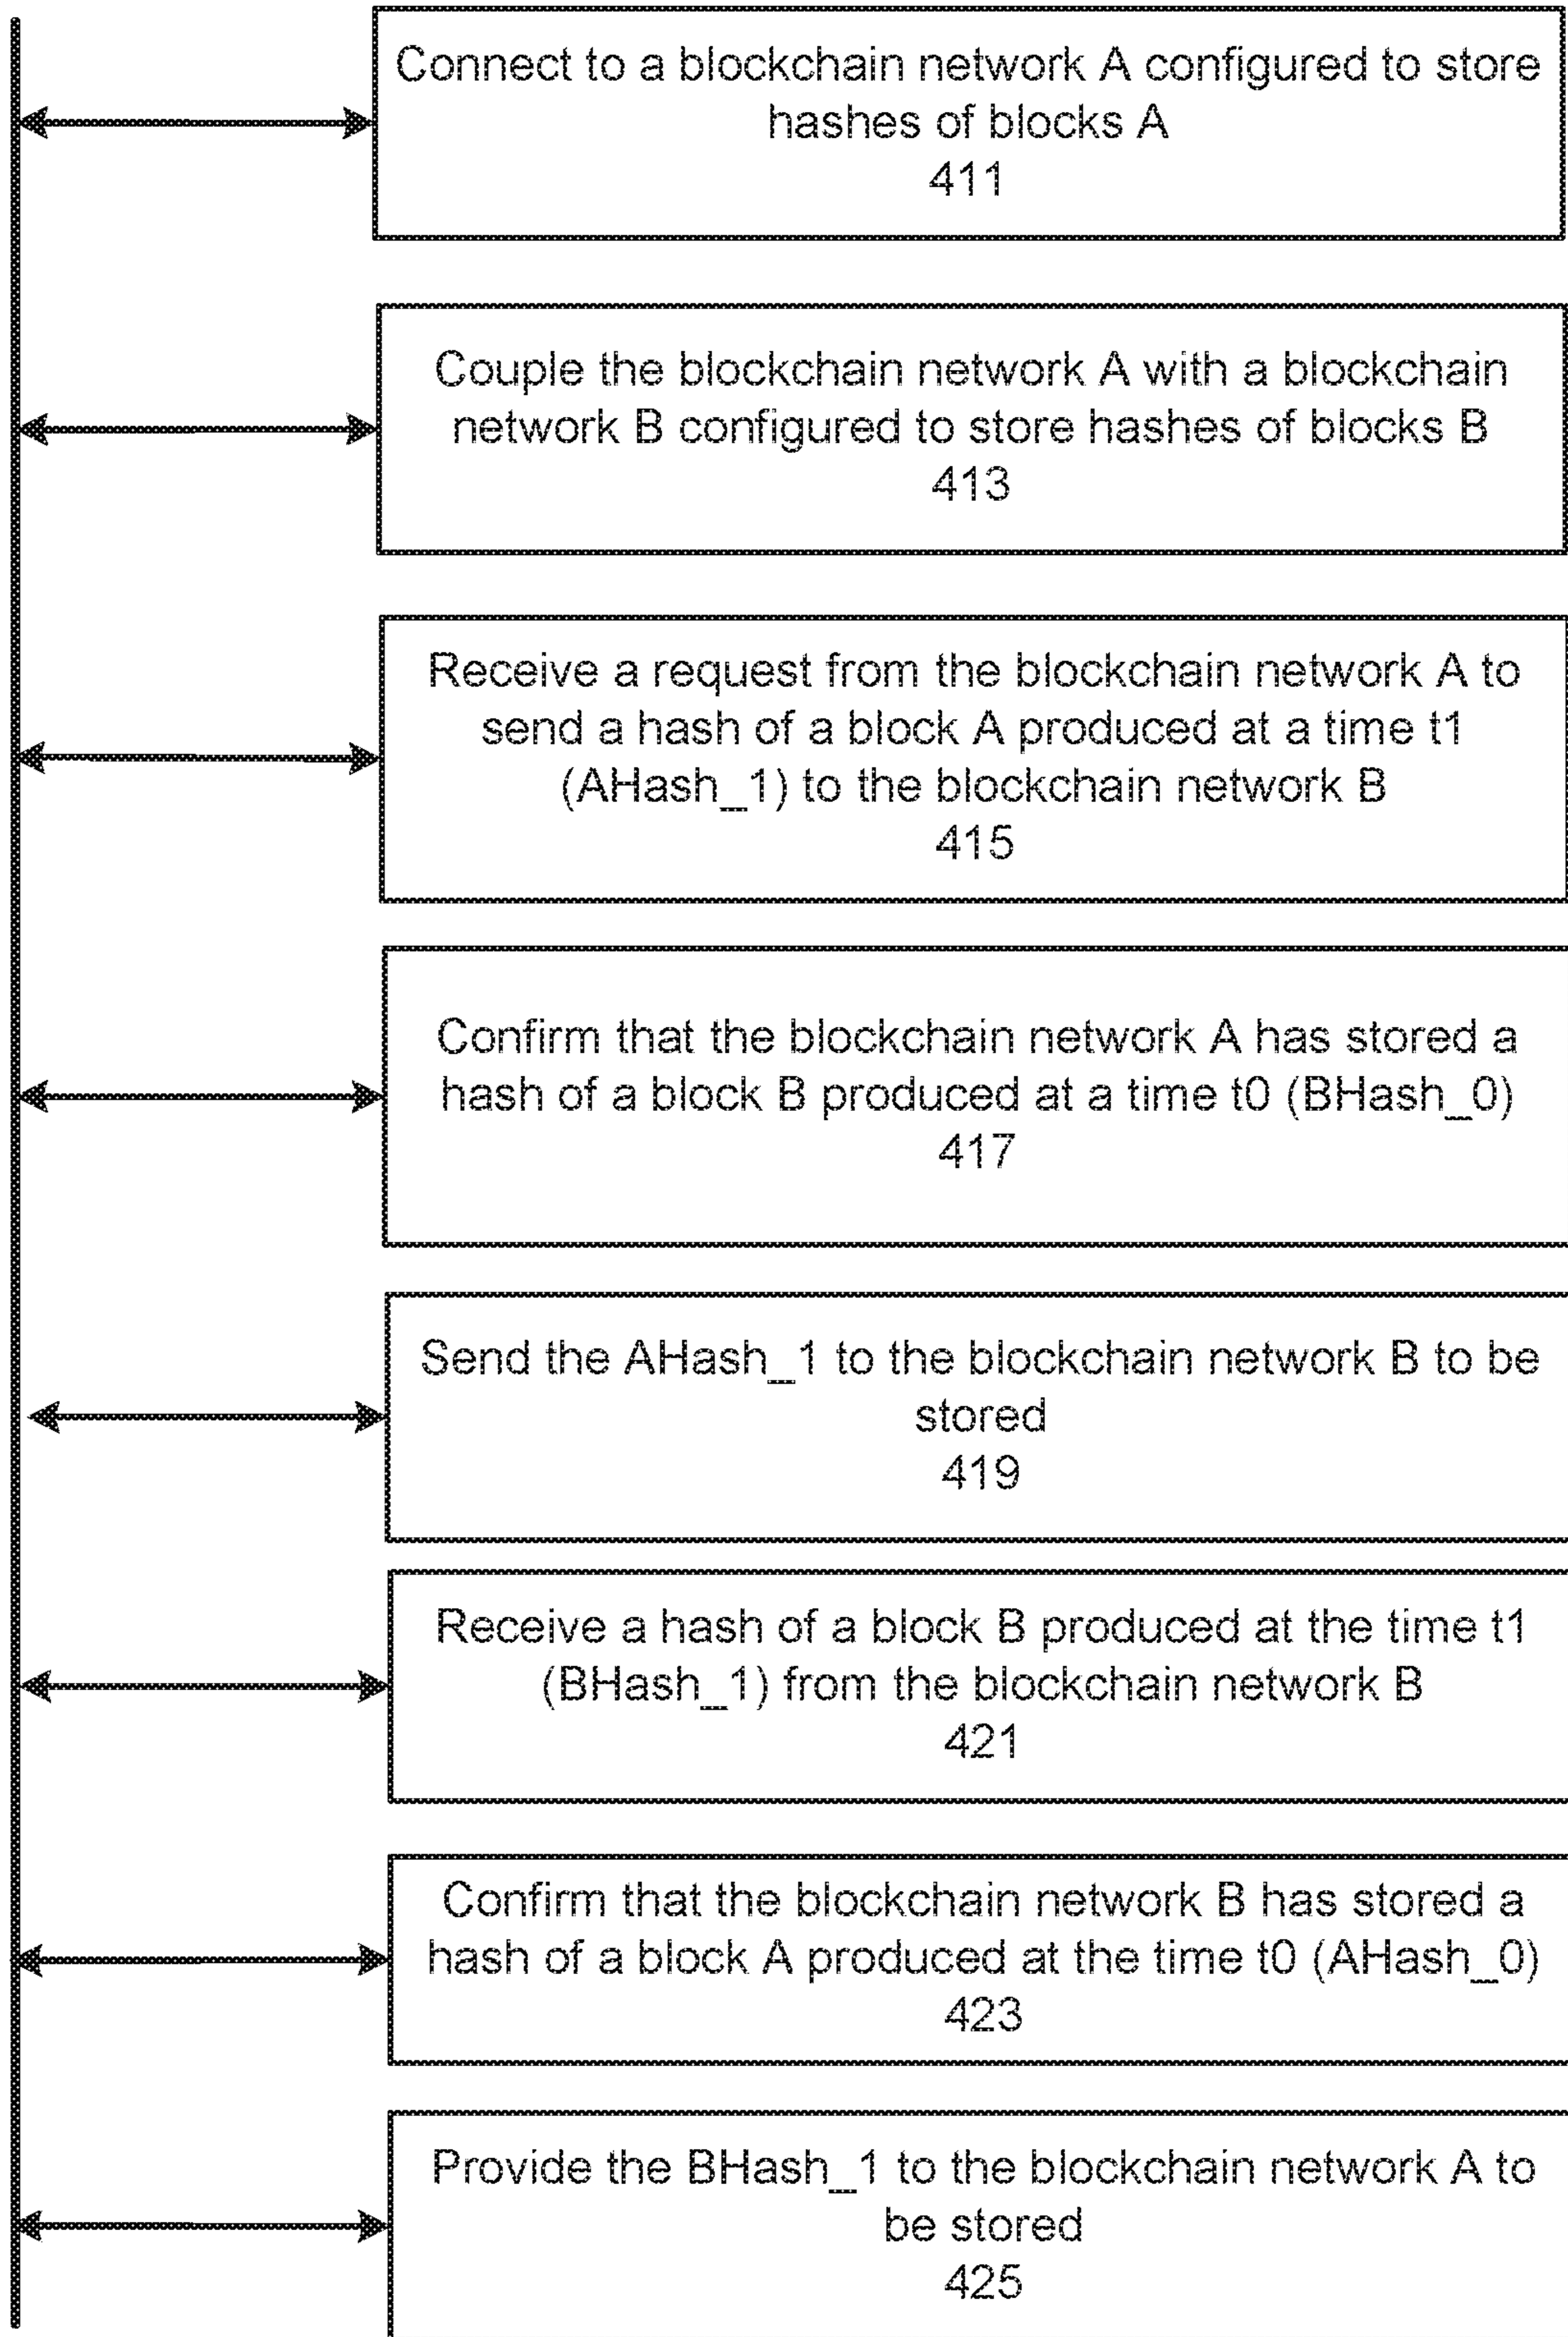 Connect to a blockchain network A configured to store
hashes of blocks A
411
Couple the blockchain network A with a blockchain
network B configured to store hashes of blocks B
413
Receive a request from the blockchain network A to
send a hash of a block A produced at a time t1
(AHash_1) to the blockchain network B
415
Confirm that the blockchain network A has stored a
hash of a block B produced at a time t0 (BHash_0)
417
Send the AHash_1 to the blockchain network B to be
stored
419
Receive a hash of a block B produced at the time t1
(BHash_1) from the blockchain network B
421
Confirm that the blockchain network B has stored a
hash of a block A produced at the time t0 (AHash_0)
423
Provide the BHash_1 to the blockchain network A to
be stored
425